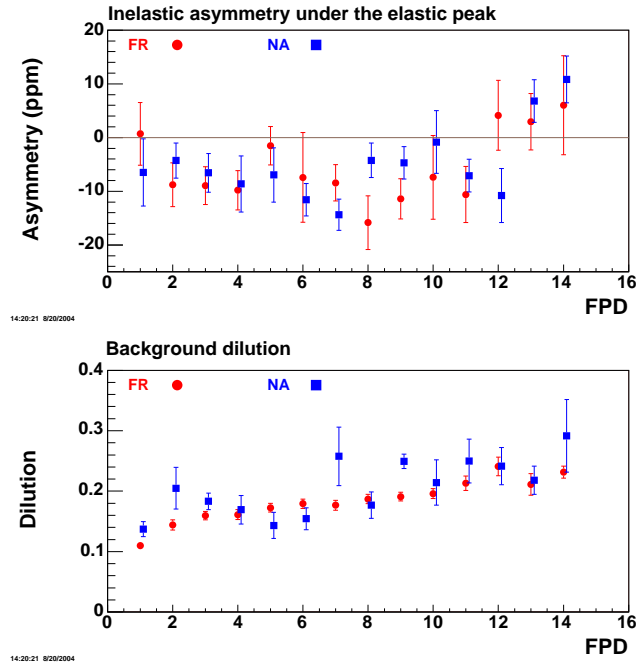 Inelastic asymmetry under the elastic peak
Asymmetry (ppm)
20
10
0
-10
-20
FR
NA
0 2 4 6 8 10 12 14 16
FPD
14:20:21 8/20/2004
Background dilution
Dilution
0.4
0.3
0.2
0.1
0
FR
NA
0 2 4 6 8 10 12 14 16
FPD
14:20:21 8/20/2004